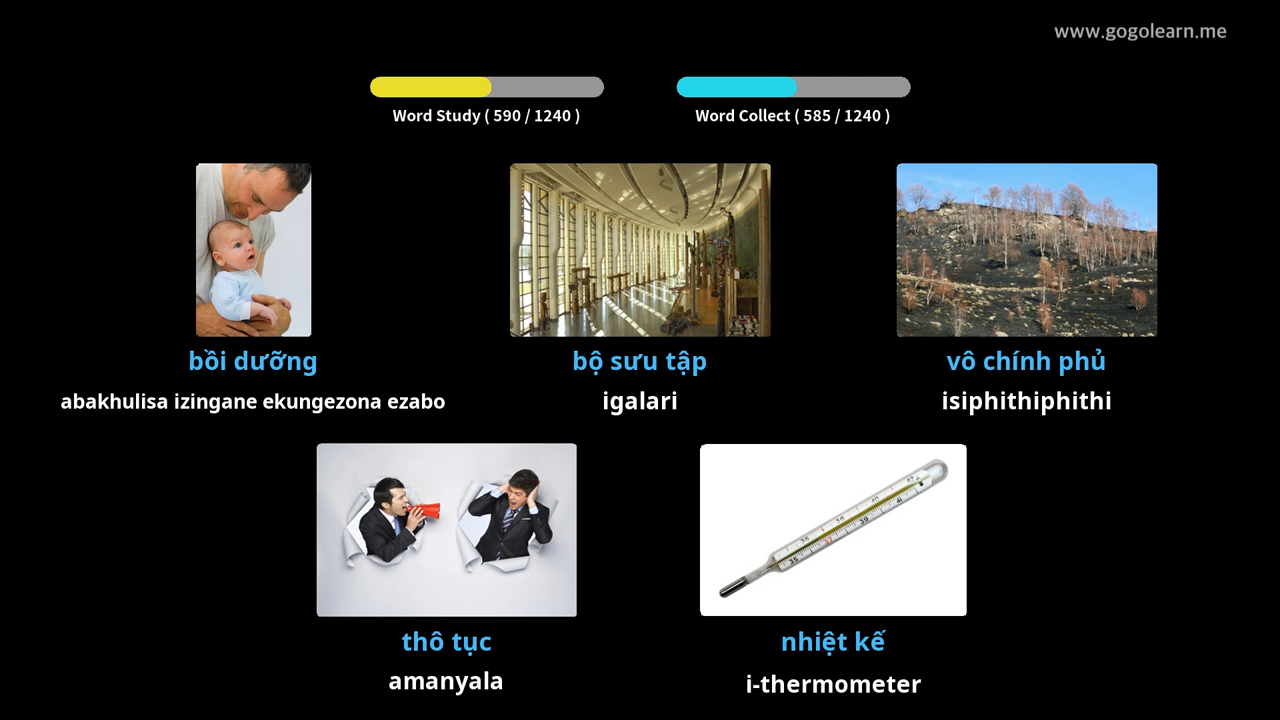 www.gogolearn.me
Word Study ( 590 / 1240 )
Word Collect ( 585 / 1240 )
bồi dưỡng
bộ sưu tập
vô chính phủ
abakhulisa izingane ekungezona ezabo
igalari
isiphithiphithi
thô tục
nhiệt kế
amanyala
i-thermometer